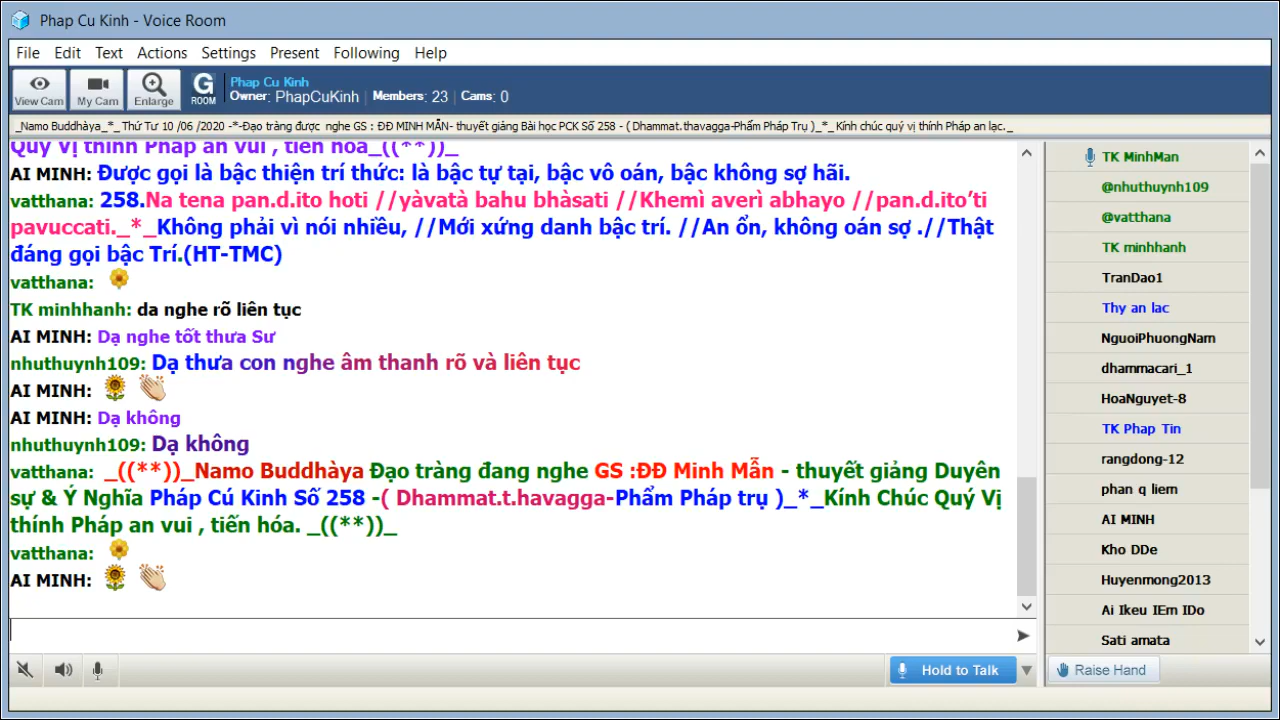 Phap Cu Kinh - Voice Room
File Edit Text Actions Settings Present Following Help
View Cam My Cam Enlarge G ROOM
Phap Cu Kinh
Owner: PhapCuKinh | Members: 23 | Cams: 0
_Namo Buddhàya_*_ Thứ Tư 10 /06 /2020 -*-Đạo tràng được nghe GS : ĐĐ MINH MẪN- thuyết giảng Bài học PCK Số 258 - ( Dhammat.thavagga-Phẩm Pháp Trụ )_*_ Kính chúc quý vị thính Pháp an lạc._
Quý vị thính Pháp an vui , tiến hóa_((**))_
AI MINH: Được gọi là bậc thiện trí thức: là bậc tự tại, bậc vô oán, bậc không sợ hãi.
vatthana: 258.Na tena pan.d.ito hoti //yàvatà bahu bhàsati //Khemì averì abhayo //pan.d.ito’ti
pavuccati._*_Không phải vì nói nhiều, //Mới xứng danh bậc trí. //An ổn, không oán sợ .//Thật
đáng gọi bậc Trí.(HT-TMC)
vatthana:
TK minhhanh: da nghe rõ liên tục
AI MINH: Dạ nghe tốt thưa Sư
nhuthuynh109: Dạ thưa con nghe âm thanh rõ và liên tục
AI MINH:
AI MINH: Dạ không
nhuthuynh109: Dạ không
vatthana: _((**))_Namo Buddhàya Đạo tràng đang nghe GS :ĐĐ Minh Mẫn - thuyết giảng Duyên
sự & Ý Nghĩa Pháp Cú Kinh Số 258 -( Dhammat.t.havagga-Phẩm Pháp trụ )_*_Kính Chúc Quý Vị
thính Pháp an vui , tiến hóa. _((**))_
vatthana:
AI MINH:
Hold to Talk
TK MinhMan
@nhuthuynh109
@vatthana
TK minhhanh
TranDao1
Thy an lac
NguoiPhuongNam
dhammacari_1
HoaNguyet-8
TK Phap Tin
rangdong-12
phan q liem
AI MINH
Kho DDe
Huyenmong2013
Ai Ikeu IEm IDo
Sati amata
Raise Hand